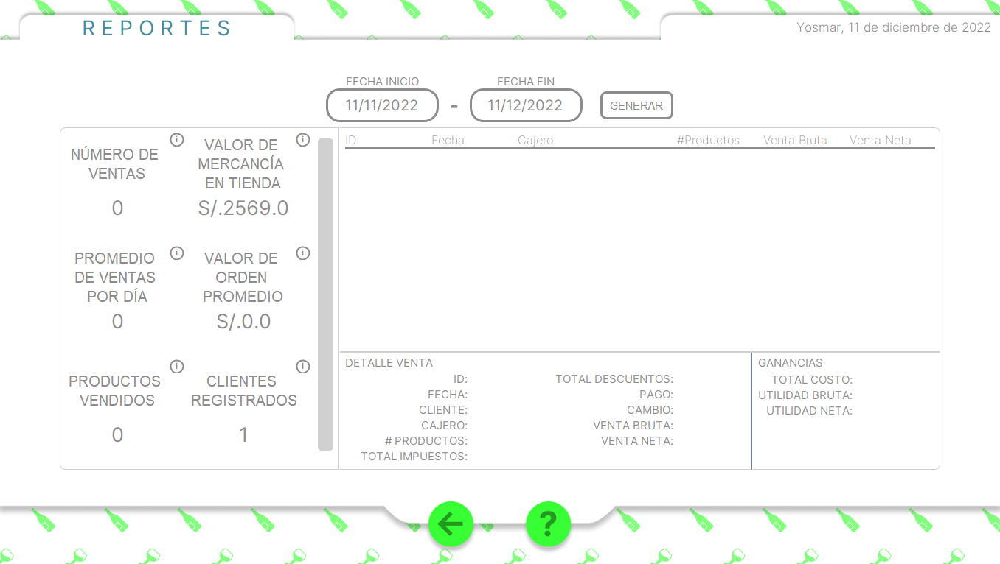 REPORTES
Yosmar, 11 de diciembre de 2022
FECHA INICIO
FECHA FIN
11/11/2022
-
11/12/2022
GENERAR
NÚMERO DE
VENTAS
0
VALOR DE
MERCANCÍA
EN TIENDA
S/.2569.0
PROMEDIO
DE VENTAS
POR DÍA
0
VALOR DE
ORDEN
PROMEDIO
S/.0.0
PRODUCTOS
VENDIDOS
0
CLIENTES
REGISTRADOS
1
ID Fecha Cajero #Productos Venta Bruta Venta Neta
DETALLE VENTA
ID:
FECHA:
CLIENTE:
CAJERO:
# PRODUCTOS:
TOTAL IMPUESTOS:
TOTAL DESCUENTOS:
PAGO:
CAMBIO:
VENTA BRUTA:
VENTA NETA:
GANANCIAS
TOTAL COSTO:
UTILIDAD BRUTA:
UTILIDAD NETA:
?